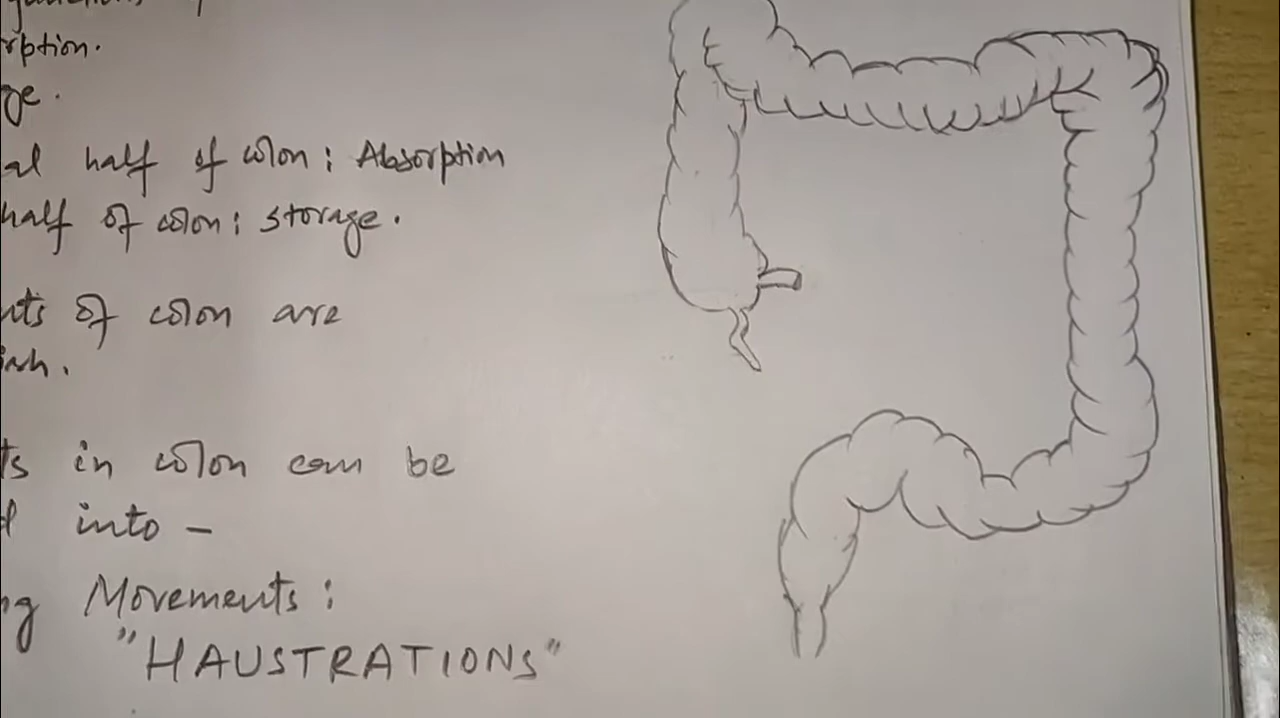 rption.
ge.
al half of colon : Absorption
half of colon : storage.
nts of colon are
ish.
ts in colon can be
d into -
ng Movements :
"HAUSTRATIONS"